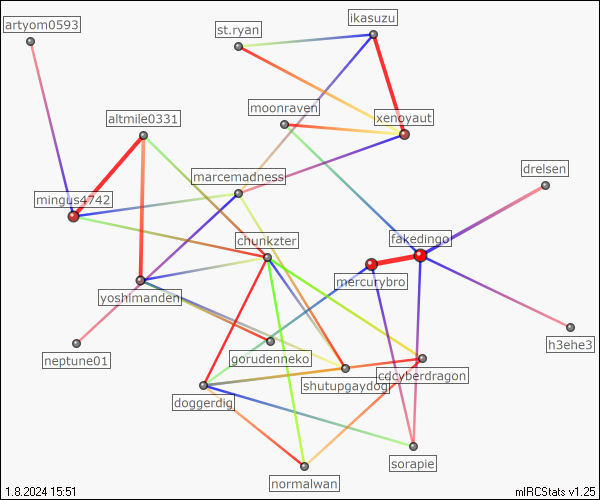 ikasuzu
artyom0593
st.ryan
moonraven
xenoyaut
altmile0331
drelsen
marcemadness
mingus4742
chunkzter
fakedingo
mercurybro
yoshimanden
h3ehe3
neptune01
gorudenneko
cdcyberdragon
shutupgaydog
doggerdig
sorapie
normalwan
1.8.2024 15:51
mIRCStats v1.25